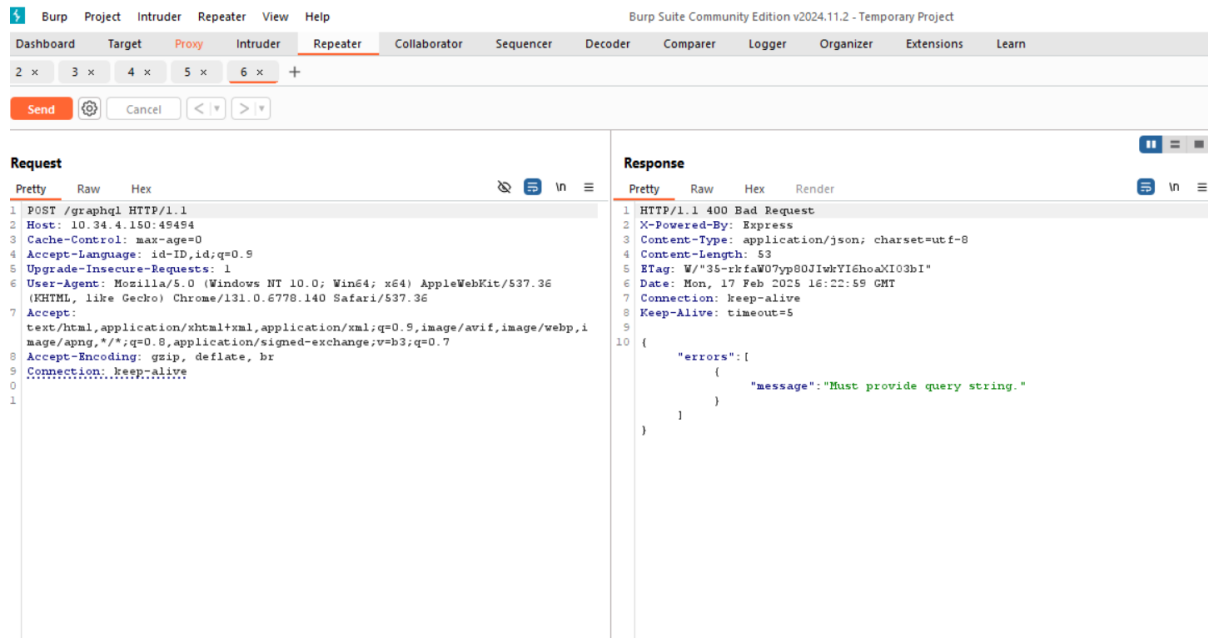 Burp Project Intruder Repeater View Help Burp Suite Community Edition v2024.11.2 - Temporary Project
Dashboard Target Proxy Intruder Repeater Collaborator Sequencer Decoder Comparer Logger Organizer Extensions Learn
2 × 3 × 4 × 5 × 6 × +
Send Cancel < >
Request
Pretty Raw Hex \n
1 POST /graphql HTTP/1.1
2 Host: 10.34.4.150:49494
3 Cache-Control: max-age=0
4 Accept-Language: id-ID,id;q=0.9
5 Upgrade-Insecure-Requests: 1
6 User-Agent: Mozilla/5.0 (Windows NT 10.0; Win64; x64) AppleWebKit/537.36
(KHTML, like Gecko) Chrome/131.0.6778.140 Safari/537.36
7 Accept:
text/html,application/xhtml+xml,application/xml;q=0.9,image/avif,image/webp,i
mage/apng,*/*;q=0.8,application/signed-exchange;v=b3;q=0.7
8 Accept-Encoding: gzip, deflate, br
9 Connection: keep-alive
0
1
Response
Pretty Raw Hex Render \n
1 HTTP/1.1 400 Bad Request
2 X-Powered-By: Express
3 Content-Type: application/json; charset=utf-8
4 Content-Length: 53
5 ETag: W/"35-rkfaW07yp80JIwkYI6hoaXI03bI"
6 Date: Mon, 17 Feb 2025 16:22:59 GMT
7 Connection: keep-alive
8 Keep-Alive: timeout=5
9
10 {
"errors":[
{
"message":"Must provide query string."
}
]
}